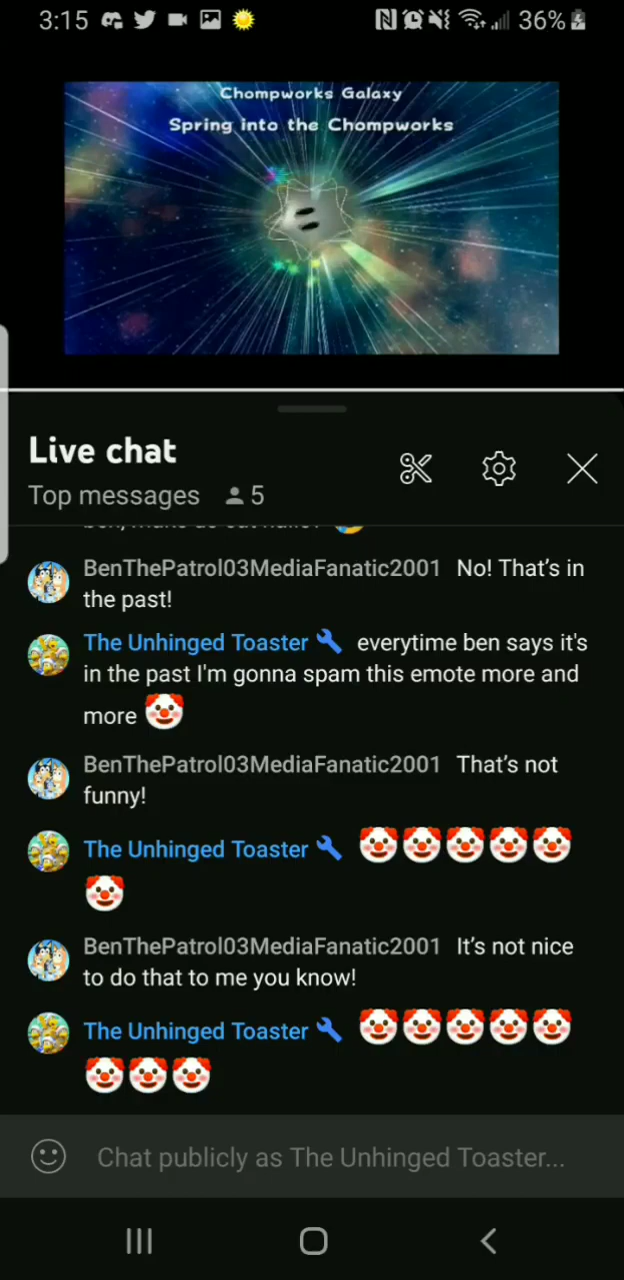 3:15
36%
Chompworks Galaxy
Spring into the Chompworks
Live chat
Top messages 5
BenThePatrol03MediaFanatic2001 No! That's in
the past!
The Unhinged Toaster 🔧 everytime ben says it's
in the past I'm gonna spam this emote more and
more 🤡
BenThePatrol03MediaFanatic2001 That's not
funny!
The Unhinged Toaster 🔧 🤡🤡🤡🤡🤡
🤡
BenThePatrol03MediaFanatic2001 It's not nice
to do that to me you know!
The Unhinged Toaster 🔧 🤡🤡🤡🤡🤡
🤡🤡🤡
Chat publicly as The Unhinged Toaster...